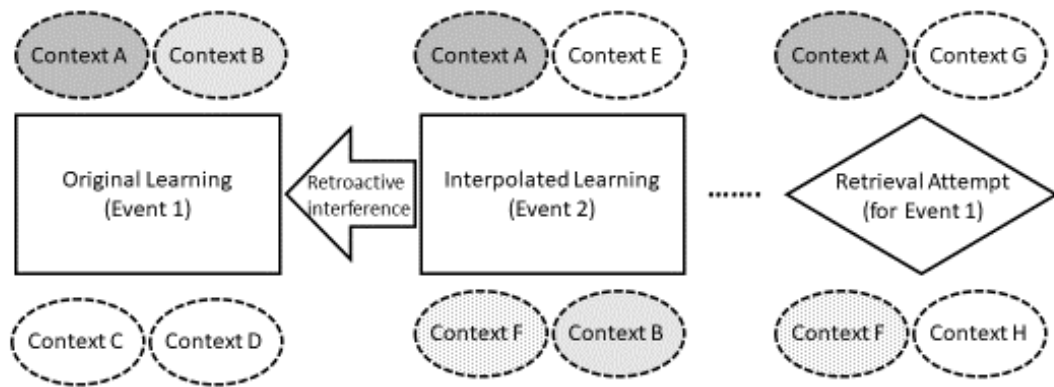 Context A
Context B
Context A
Context E
Context A
Context G
Original Learning
(Event 1)
Retroactive
interference
Interpolated Learning
(Event 2)
.......
Retrieval Attempt
(for Event 1)
Context C
Context D
Context F
Context B
Context F
Context H